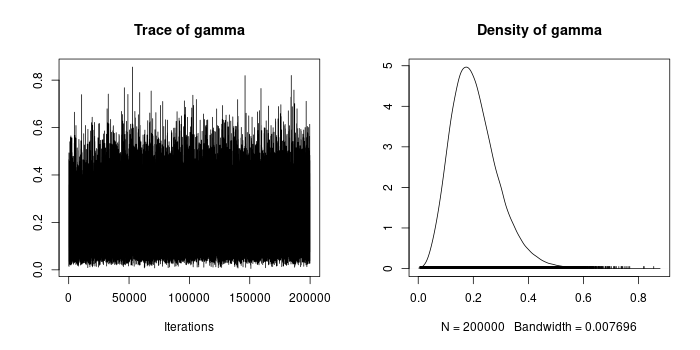 Trace of gamma
0.8
0.6
0.4
0.2
0.0
0 50000 100000 150000 200000
Iterations
Density of gamma
5
4
3
2
1
0
0.0 0.2 0.4 0.6 0.8
N = 200000 Bandwidth = 0.007696